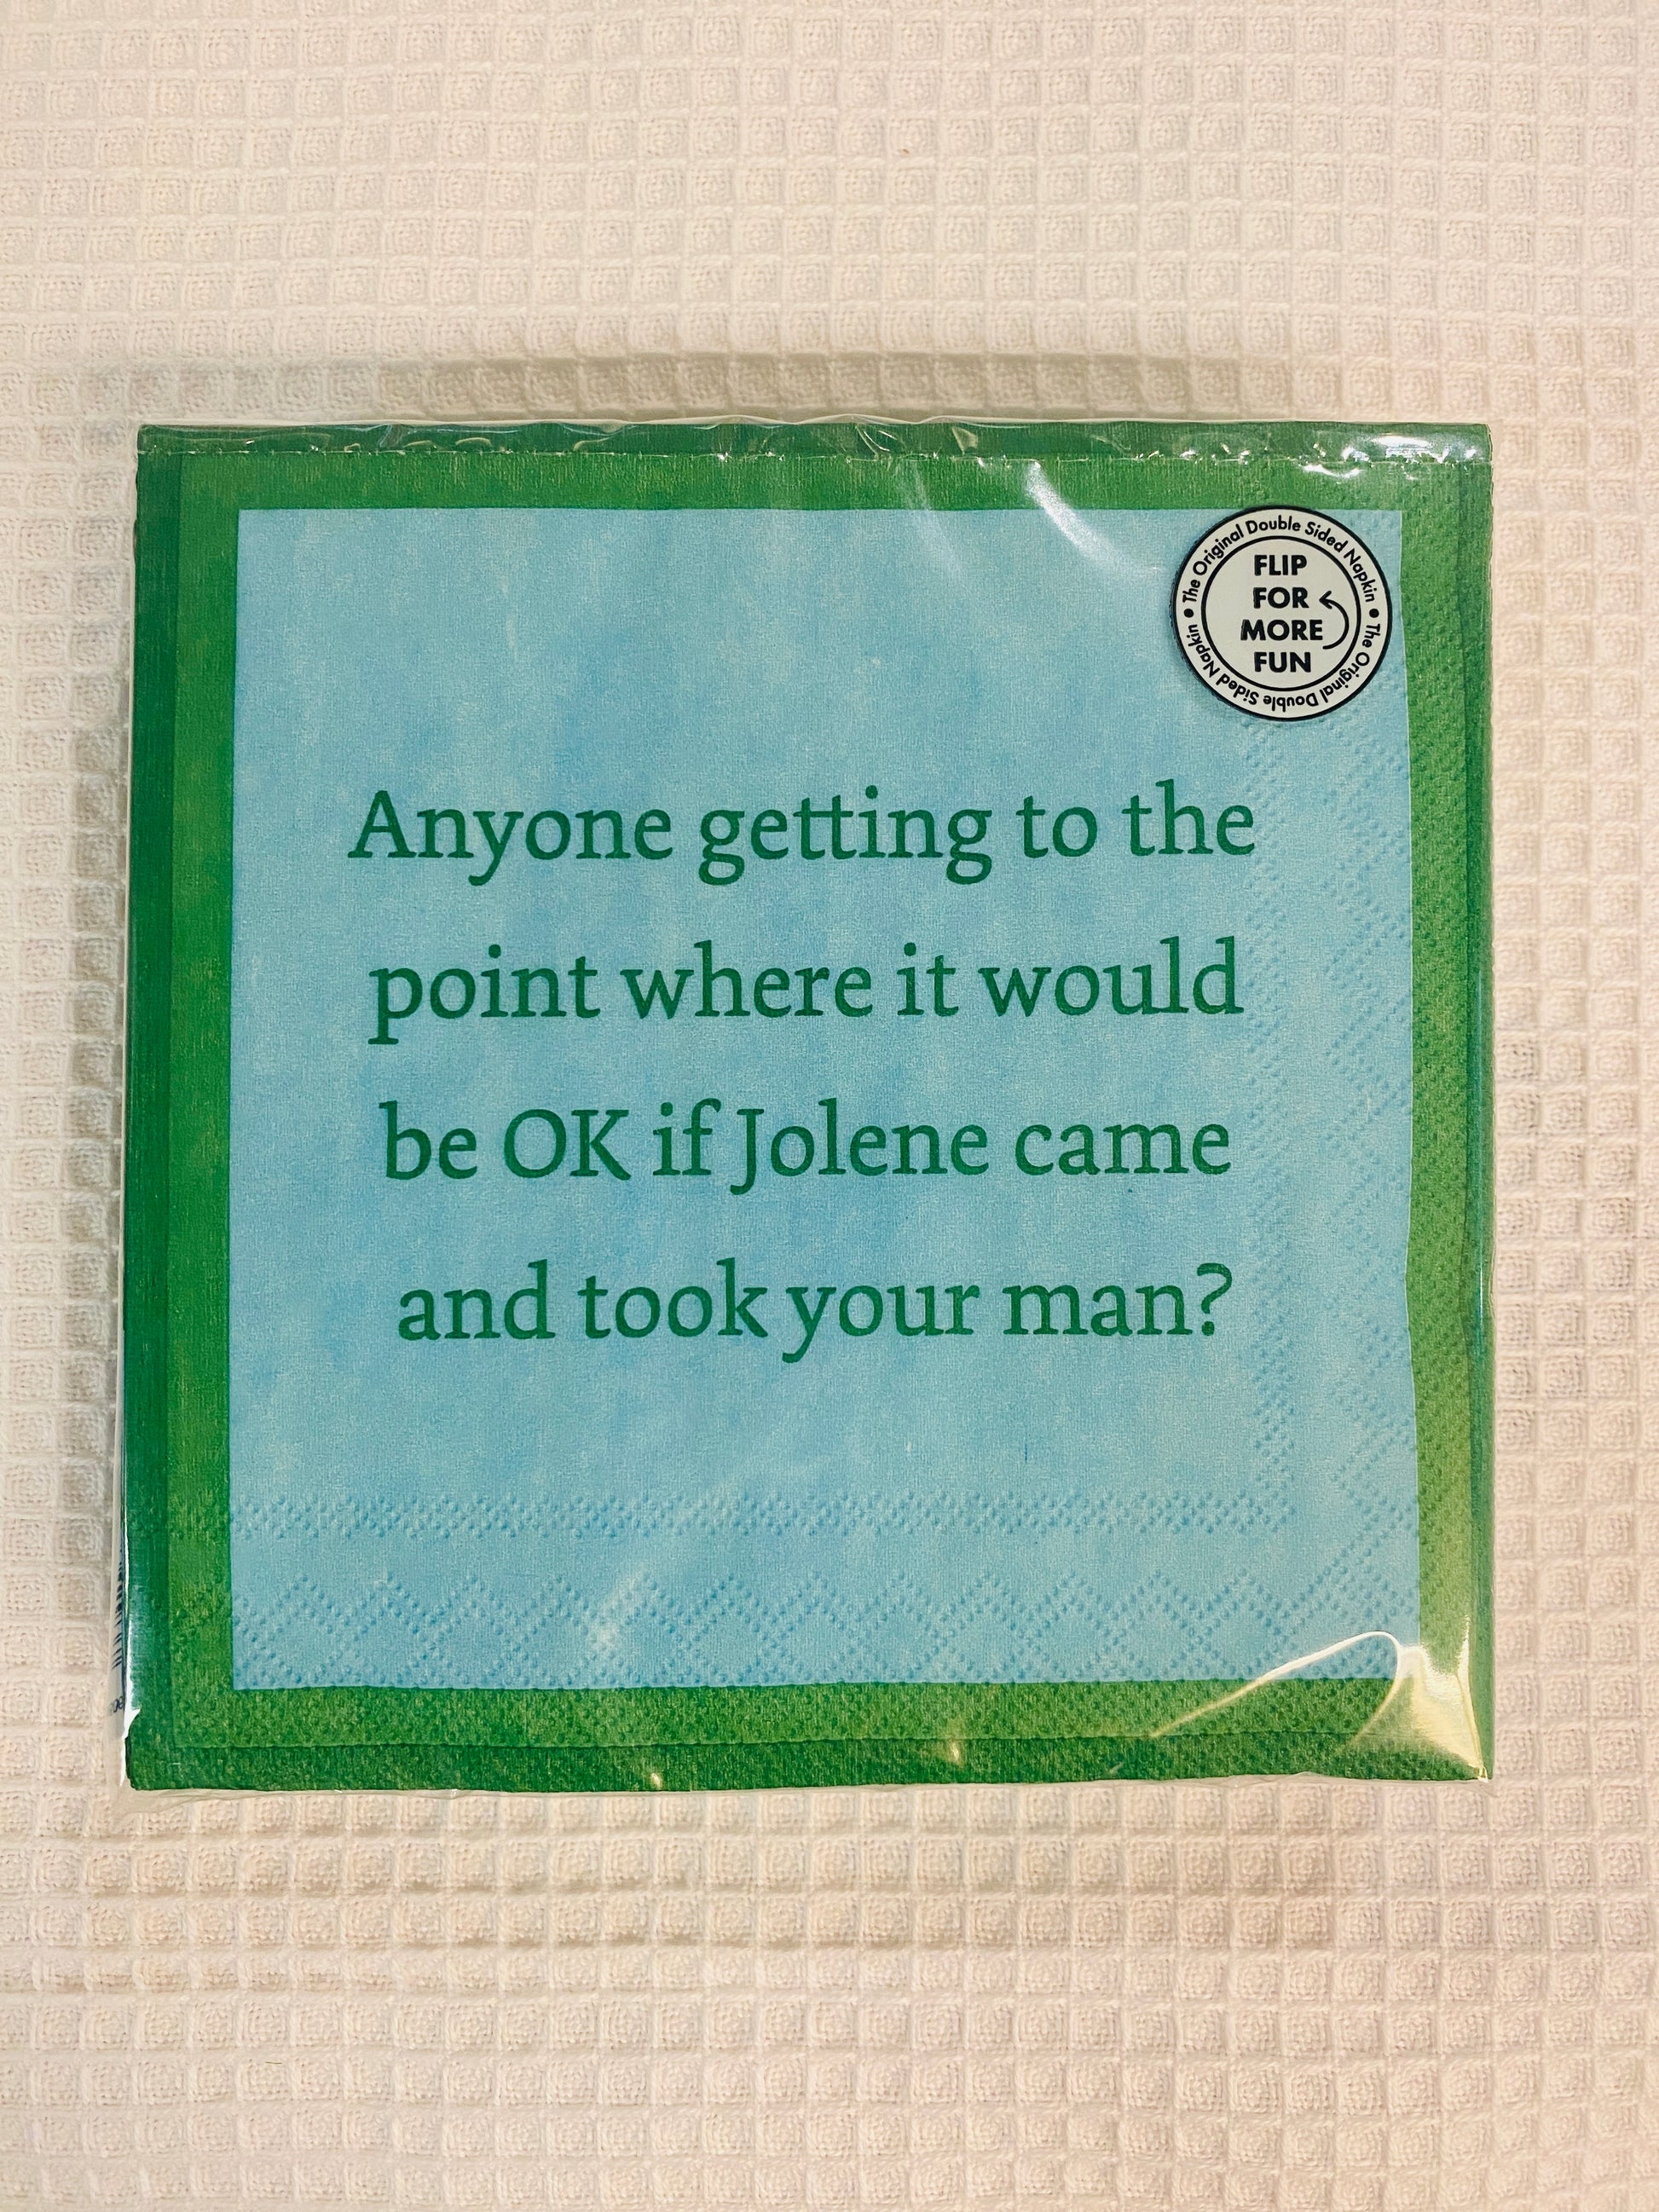 The Original Double Sided Napkin • The Original Double Sided Napkin •
FLIP
FOR
MORE
FUN
Anyone getting to the
point where it would
be OK if Jolene came
and took your man?